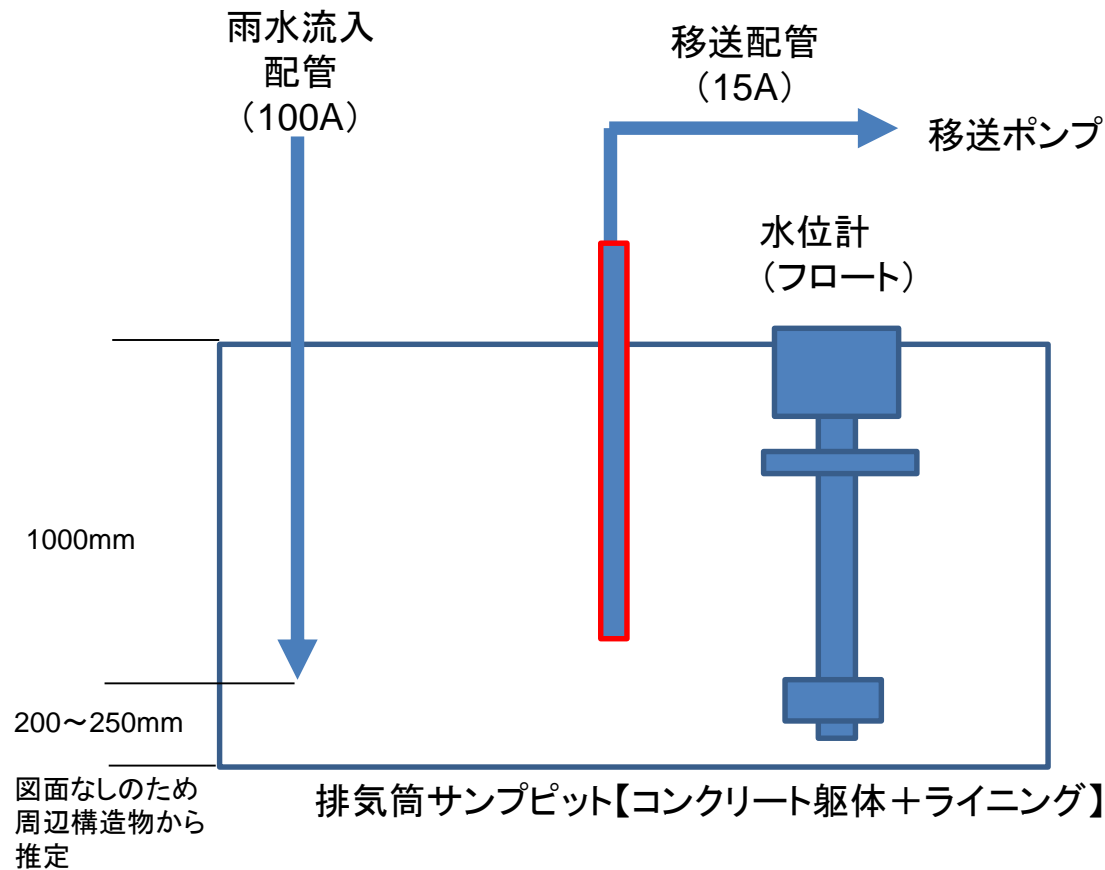 雨水流入
配管
（100A）
移送配管
（15A）
移送ポンプ
水位計
（フロート）
1000mm
200～250mm
図面なしのため
周辺構造物から
推定
排気筒サンプピット【コンクリート躯体＋ライニング】